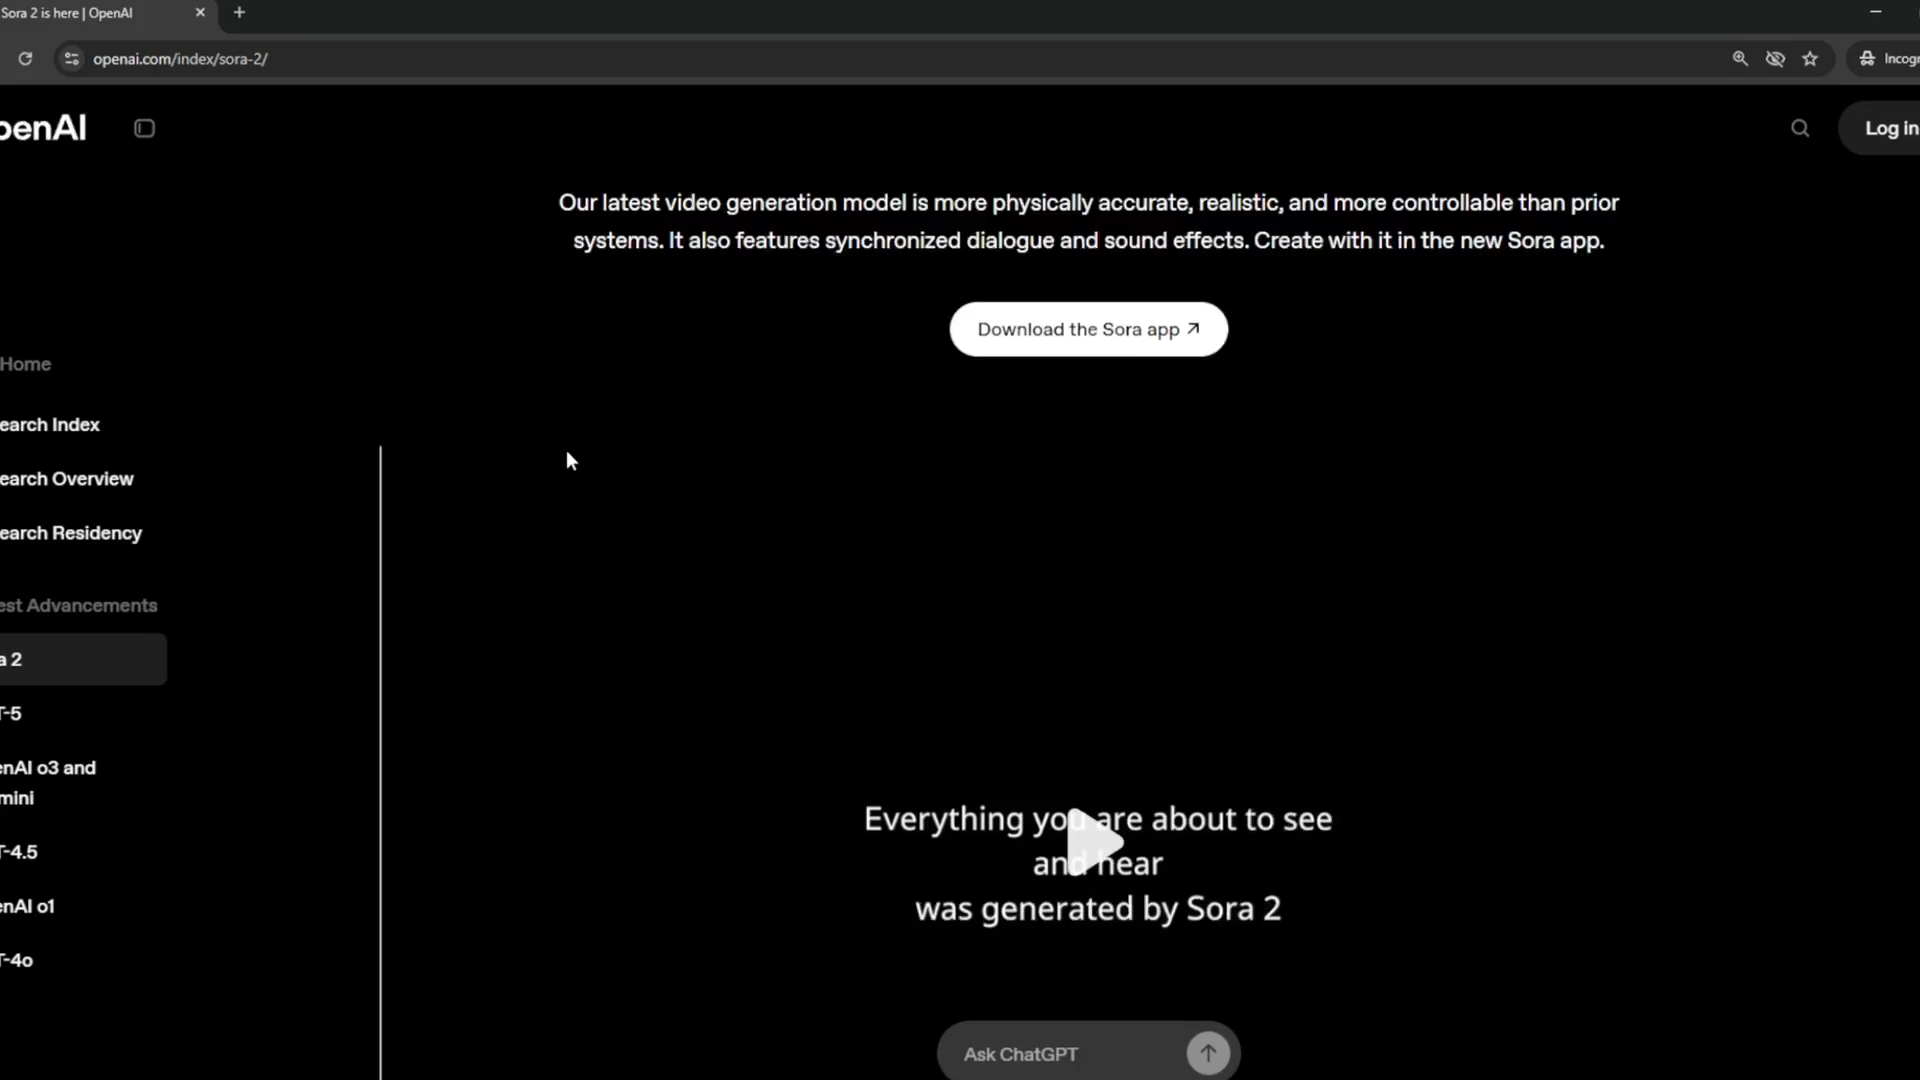 Sora 2 is here | OpenAI
openai.com/index/sora-2/
Incogn
penAI
Log in
Our latest video generation model is more physically accurate, realistic, and more controllable than prior
systems. It also features synchronized dialogue and sound effects. Create with it in the new Sora app.
Download the Sora app
Home
earch Index
earch Overview
earch Residency
est Advancements
a 2
T-5
enAI o3 and
mini
T-4.5
enAI o1
T-4o
Everything you are about to see
and hear
was generated by Sora 2
Ask ChatGPT